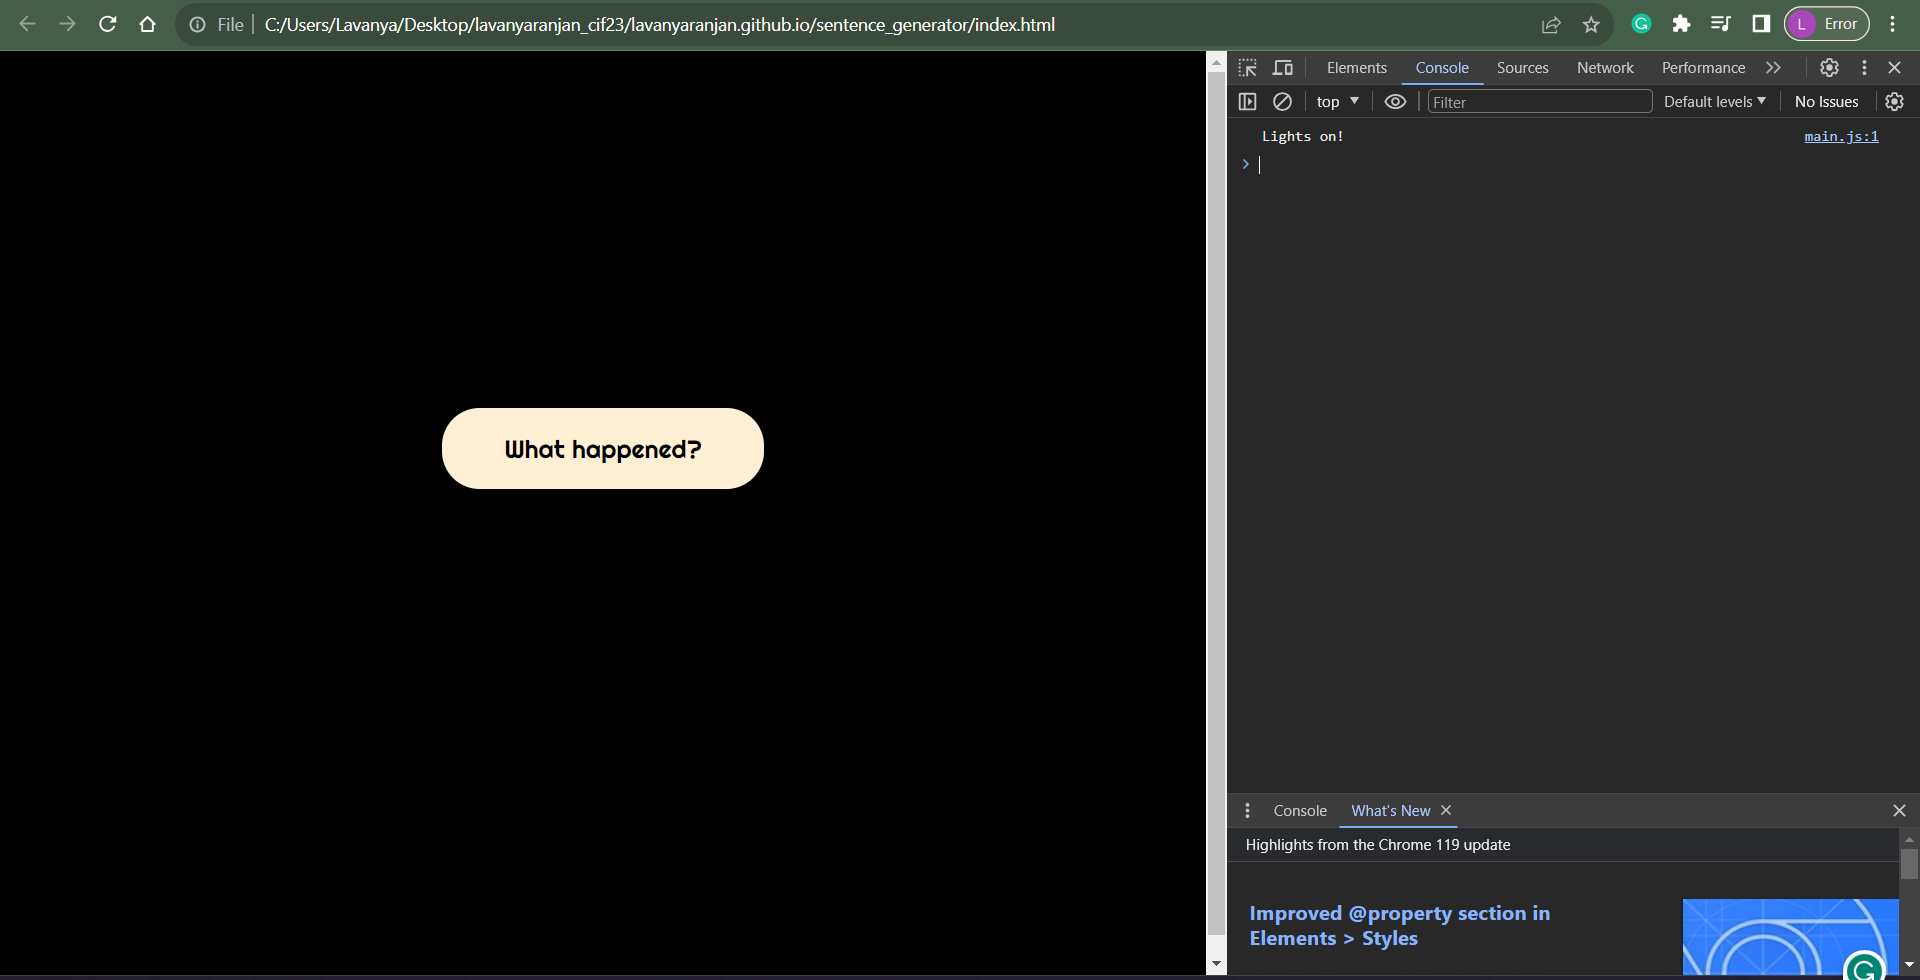 File C:/Users/Lavanya/Desktop/lavanyaranjan_cif23/lavanyaranjan.github.io/sentence_generator/index.html L Error
Elements Console Sources Network Performance
top Filter Default levels No Issues
Lights on! main.js:1
What happened?
Console What's New
Highlights from the Chrome 119 update
Improved @property section in
Elements > Styles